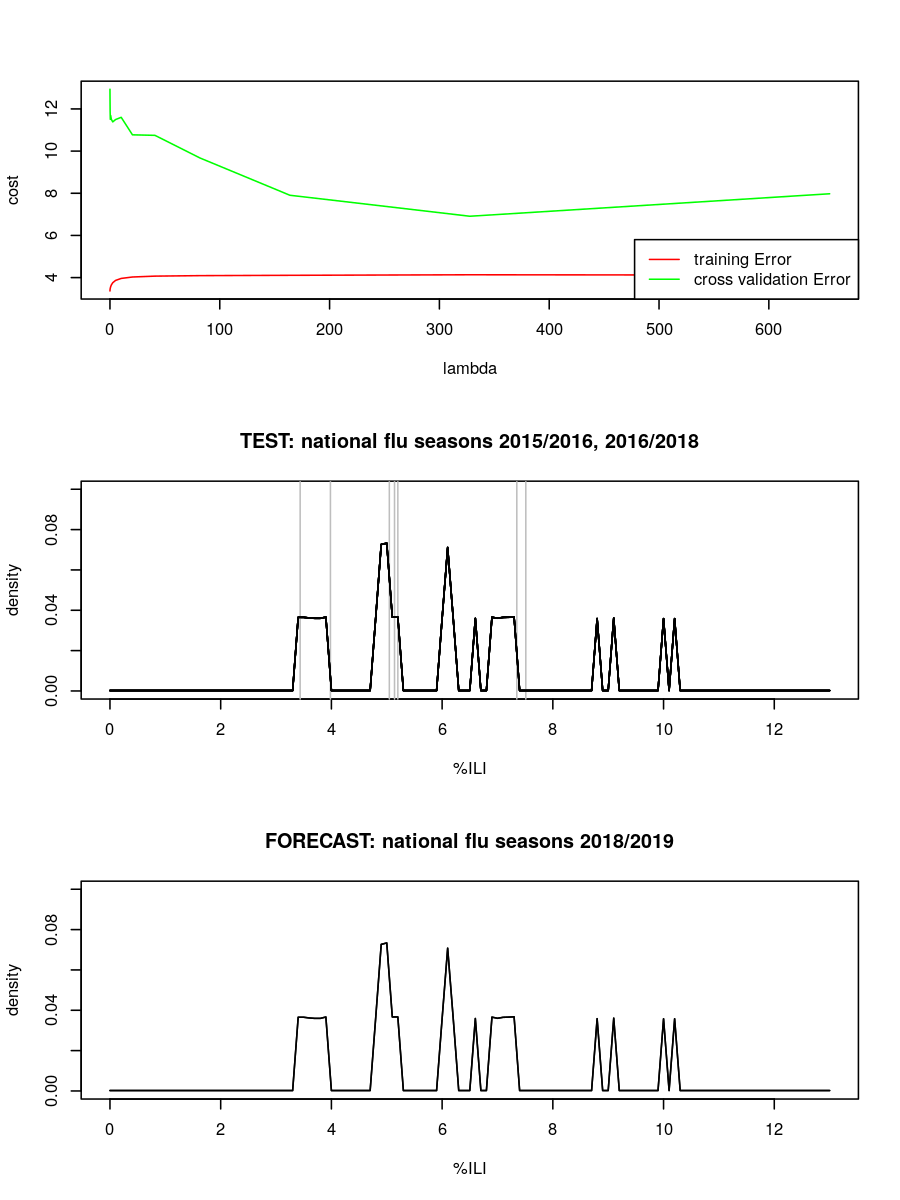 12
10
8
6
4
cost
training Error
cross validation Error
0 100 200 300 400 500 600
lambda
TEST: national flu seasons 2015/2016, 2016/2018
0.08
0.04
0.00
density
0 2 4 6 8 10 12
%ILI
FORECAST: national flu seasons 2018/2019
0.08
0.04
0.00
density
0 2 4 6 8 10 12
%ILI